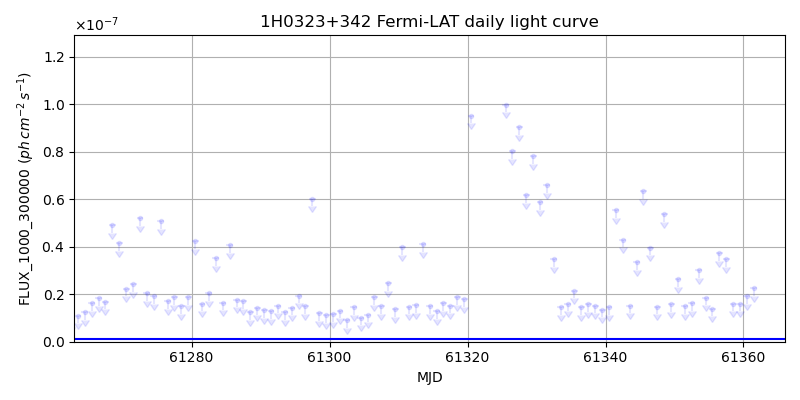 1H0323+342 Fermi-LAT daily light curve
×10⁻⁷
FLUX_1000_300000 (ph cm⁻² s⁻¹)
1.2
1.0
0.8
0.6
0.4
0.2
0.0
61280 61300 61320 61340 61360
MJD